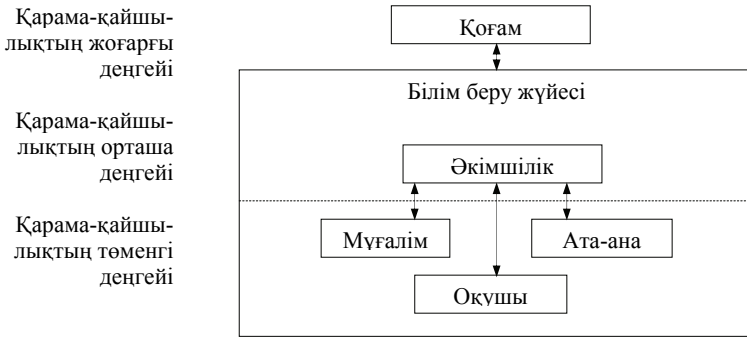 Қарама-қайшы-
лықтың жоғарғы
деңгейі
Қоғам
Білім беру жүйесі
Қарама-қайшы-
лықтың орташа
деңгейі
Әкімшілік
Қарама-қайшы-
лықтың төменгі
деңгейі
Мұғалім
Ата-ана
Оқушы